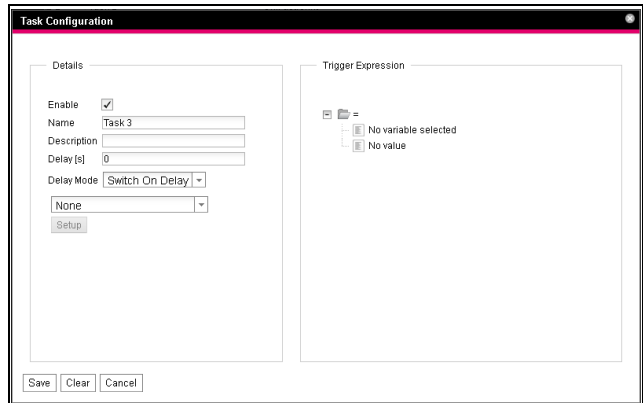 Task Configuration
Details
Enable
Name Task 3
Description
Delay [s] 0
Delay Mode Switch On Delay
None
Setup
Trigger Expression
=
No variable selected
No value
Save Clear Cancel